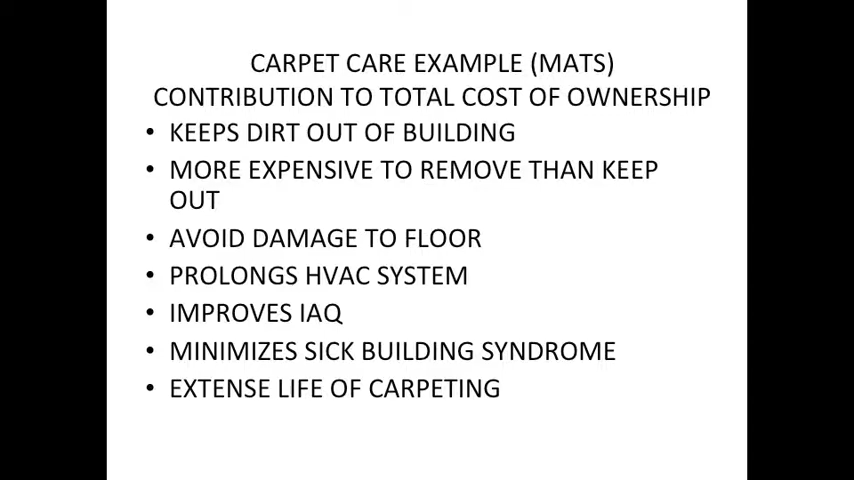 CARPET CARE EXAMPLE (MATS)
CONTRIBUTION TO TOTAL COST OF OWNERSHIP
• KEEPS DIRT OUT OF BUILDING
• MORE EXPENSIVE TO REMOVE THAN KEEP
OUT
• AVOID DAMAGE TO FLOOR
• PROLONGS HVAC SYSTEM
• IMPROVES IAQ
• MINIMIZES SICK BUILDING SYNDROME
• EXTENSE LIFE OF CARPETING